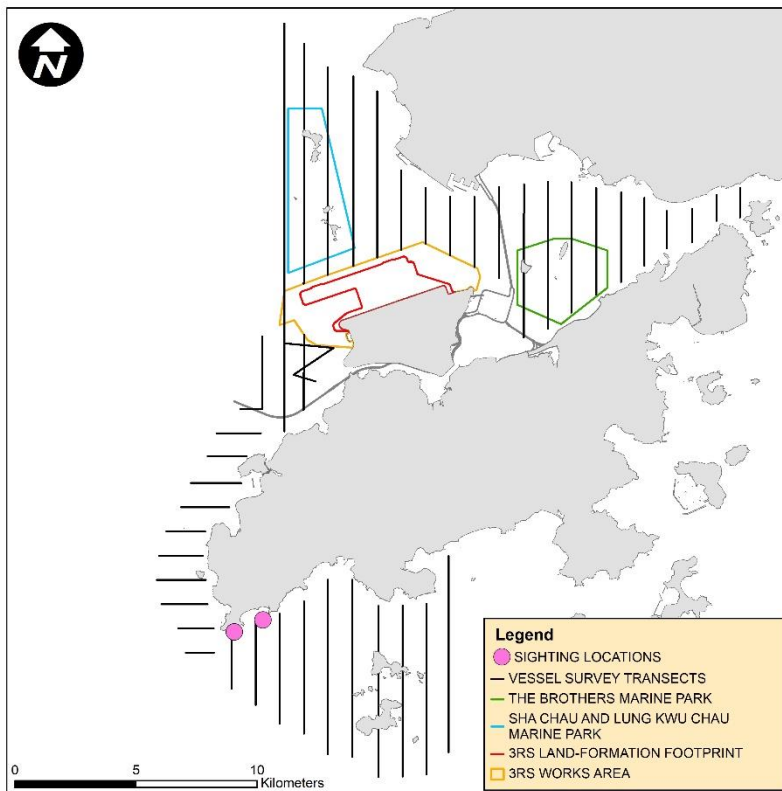 N
Legend
SIGHTING LOCATIONS
VESSEL SURVEY TRANSECTS
THE BROTHERS MARINE PARK
SHA CHAU AND LUNG KWU CHAU
MARINE PARK
3RS LAND-FORMATION FOOTPRINT
3RS WORKS AREA
0 5 10
Kilometers